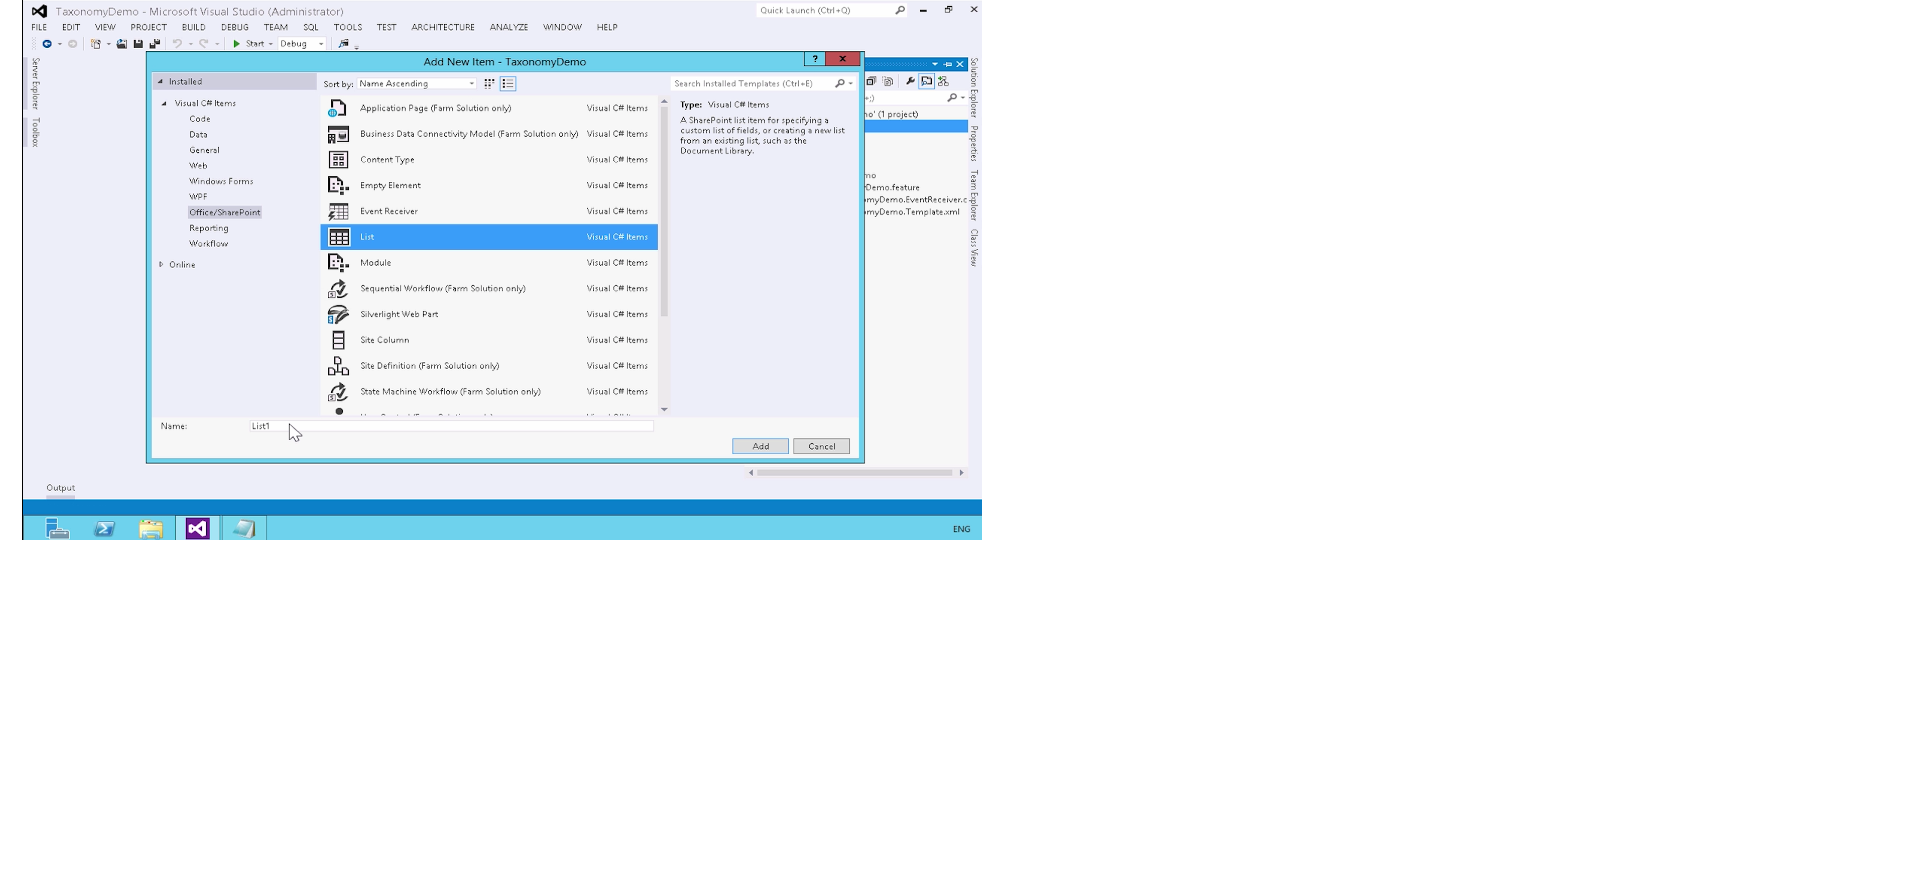 TaxonomyDemo - Microsoft Visual Studio (Administrator)
Quick Launch (Ctrl+Q)
FILE EDIT VIEW PROJECT BUILD DEBUG TEAM SQL TOOLS TEST ARCHITECTURE ANALYZE WINDOW HELP
Start Debug
Server Explorer
Toolbox
Add New Item - TaxonomyDemo
?
Installed
Visual C# Items
Code
Data
General
Web
Windows Forms
WPF
Office/SharePoint
Reporting
Workflow
Online
Sort by: Name Ascending
Search Installed Templates (Ctrl+E)
Application Page (Farm Solution only) Visual C# Items
Business Data Connectivity Model (Farm Solution only) Visual C# Items
Content Type Visual C# Items
Empty Element Visual C# Items
Event Receiver Visual C# Items
List Visual C# Items
Module Visual C# Items
Sequential Workflow (Farm Solution only) Visual C# Items
Silverlight Web Part Visual C# Items
Site Column Visual C# Items
Site Definition (Farm Solution only) Visual C# Items
State Machine Workflow (Farm Solution only) Visual C# Items
Type: Visual C# Items
A SharePoint list item for specifying a
custom list of fields, or creating a new list
from an existing list, such as the
Document Library.
Name: List1
Add Cancel
+;)
no' (1 project)
mo
rDemo.feature
omyDemo.EventReceiver.c
omyDemo.Template.xml
Solution Explorer
Properties
Team Explorer
Class View
Output
ENG